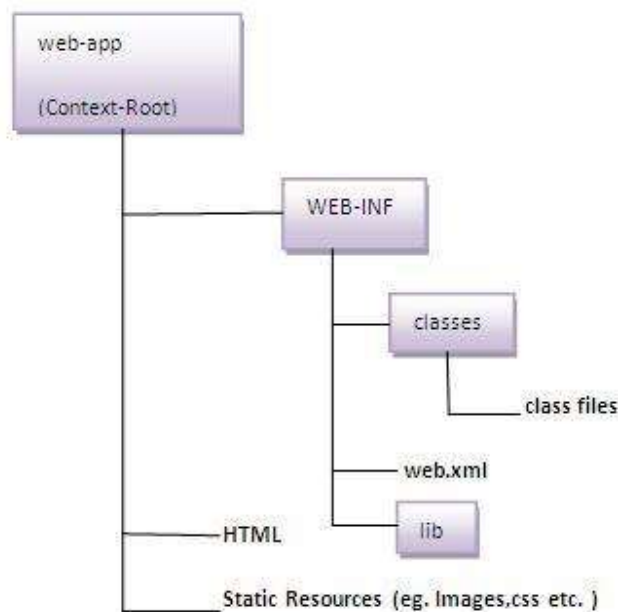 web-app
(Context-Root)
WEB-INF
classes
class files
web.xml
lib
HTML
Static Resources (eg. Images,css etc. )